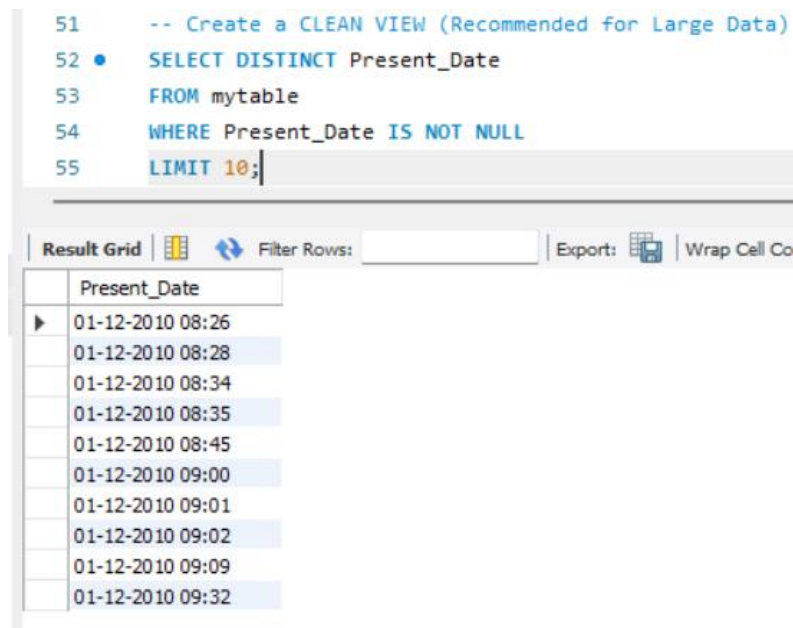 51 -- Create a CLEAN VIEW (Recommended for Large Data)
52 SELECT DISTINCT Present_Date
53 FROM mytable
54 WHERE Present_Date IS NOT NULL
55 LIMIT 10;
Result Grid Filter Rows: Export: Wrap Cell Co
Present_Date
01-12-2010 08:26
01-12-2010 08:28
01-12-2010 08:34
01-12-2010 08:35
01-12-2010 08:45
01-12-2010 09:00
01-12-2010 09:01
01-12-2010 09:02
01-12-2010 09:09
01-12-2010 09:32